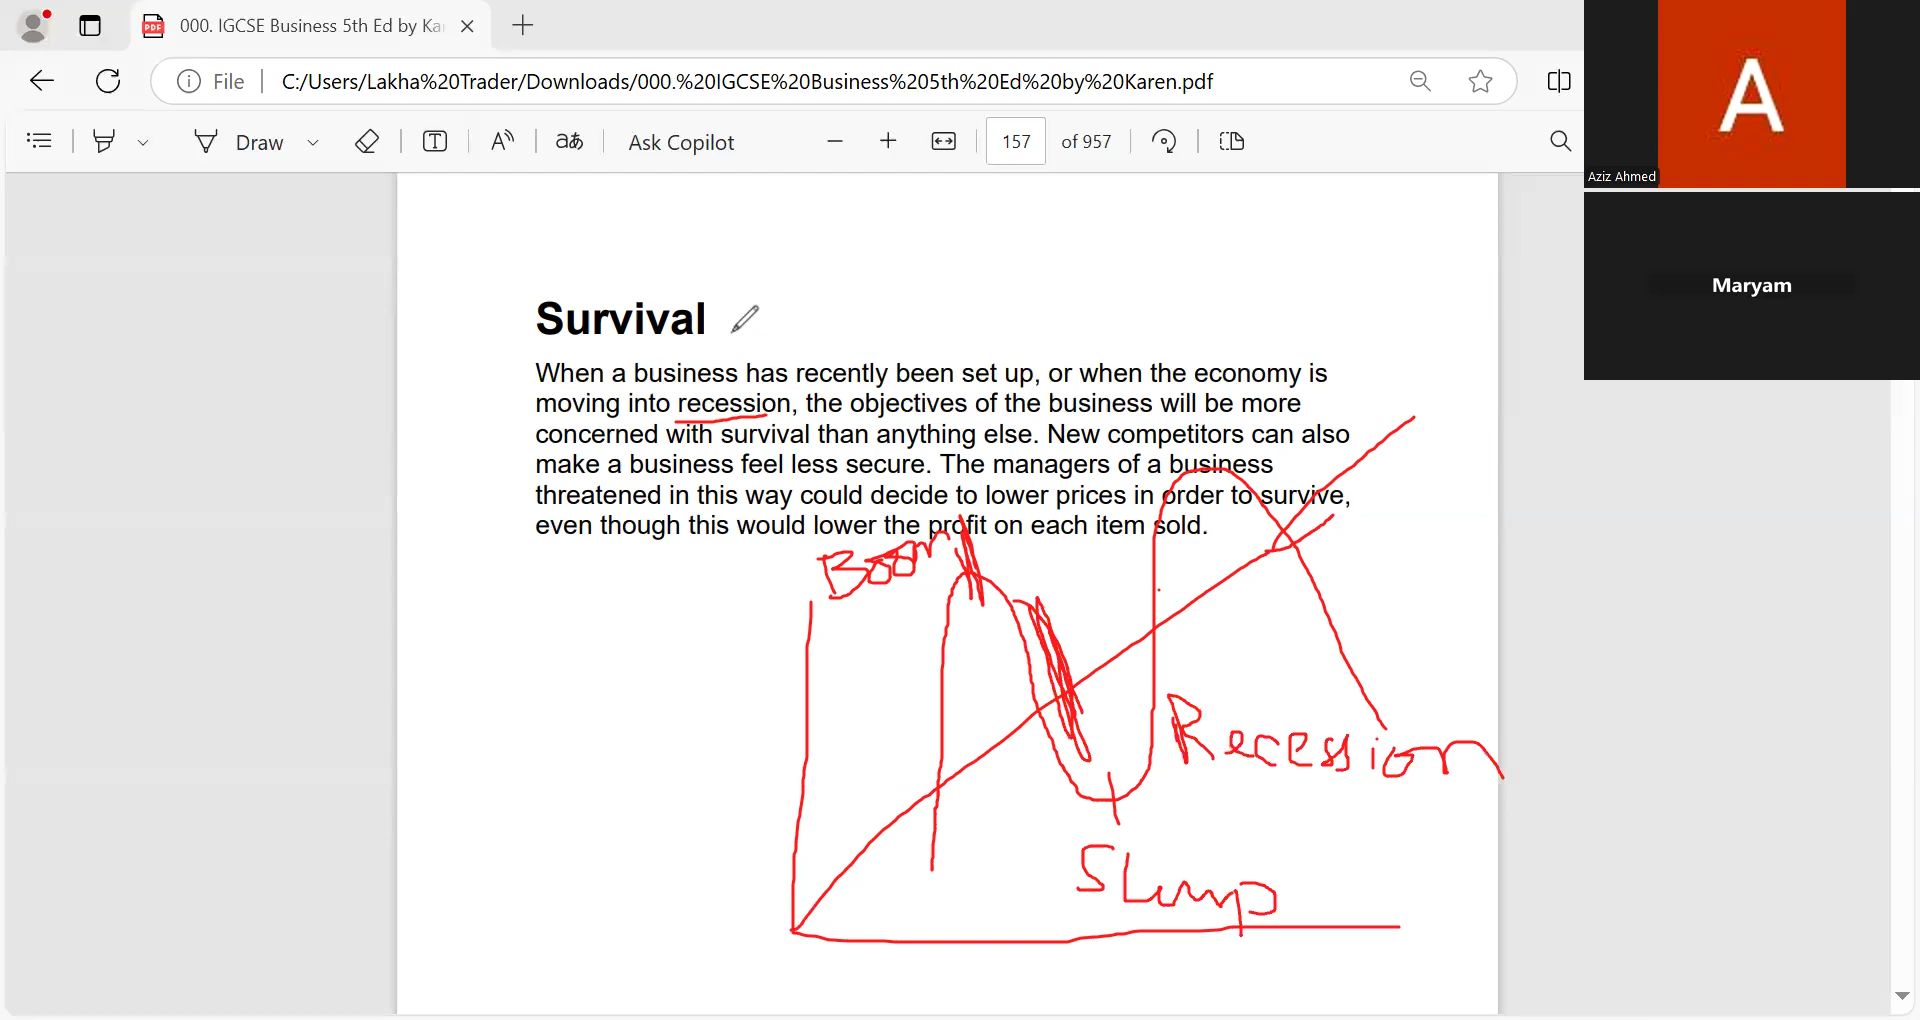 000. IGCSE Business 5th Ed by Ka
File
C:/Users/Lakha%20Trader/Downloads/000.%20IGCSE%20Business%205th%20Ed%20by%20Karen.pdf
Draw
aあ
Ask Copilot
157 of 957
A
Aziz Ahmed
Maryam
Survival
When a business has recently been set up, or when the economy is
moving into recession, the objectives of the business will be more
concerned with survival than anything else. New competitors can also
make a business feel less secure. The managers of a business
threatened in this way could decide to lower prices in order to survive,
even though this would lower the profit on each item sold.
Boom
Recession
Slump